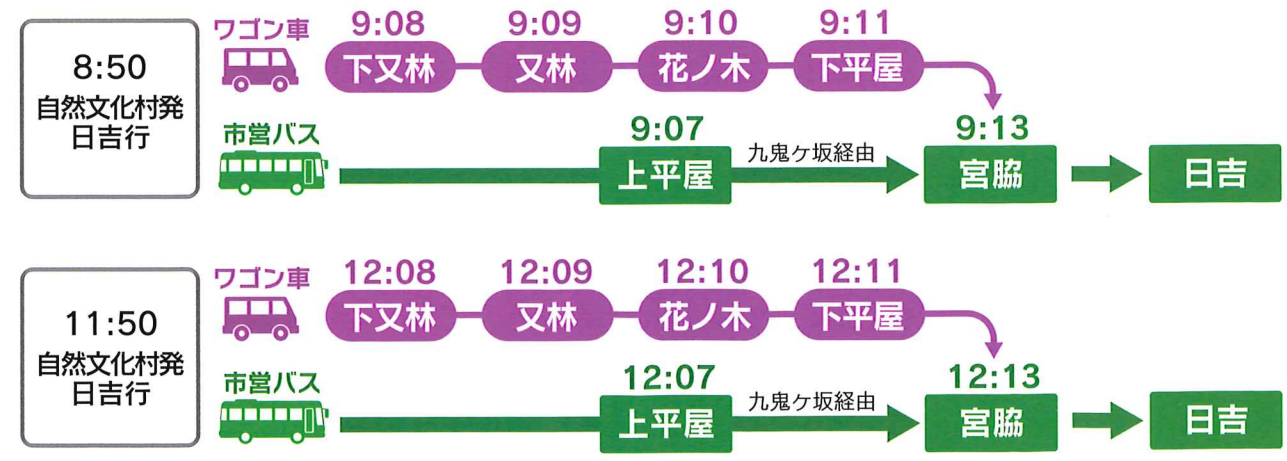 8:50
自然文化村発
日吉行
ワゴン車
9:08 9:09 9:10 9:11
下又林 又林 花ノ木 下平屋
市営バス
9:07 9:13
上平屋 九鬼ケ坂経由 宮脇 日吉
11:50
自然文化村発
日吉行
ワゴン車
12:08 12:09 12:10 12:11
下又林 又林 花ノ木 下平屋
市営バス
12:07 12:13
上平屋 九鬼ケ坂経由 宮脇 日吉